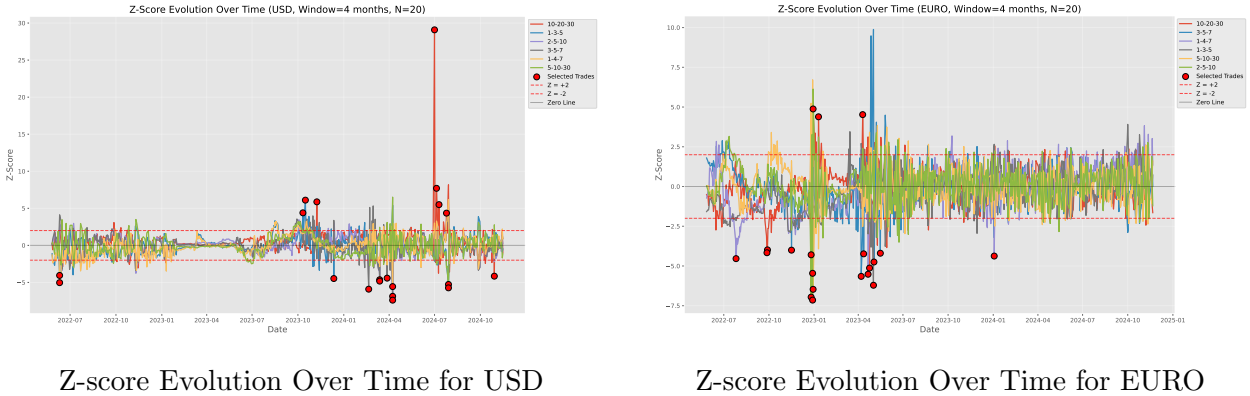 Z-Score Evolution Over Time (USD, Window=4 months, N=20)
30
25
20
15
10
5
0
−5
Z-Score
2022-07 2022-10 2023-01 2023-04 2023-07 2023-10 2024-01 2024-04 2024-07 2024-10
Date
10-20-30
1-3-5
2-5-10
3-5-7
1-4-7
5-10-30
Selected Trades
Z = +2
Z = -2
Zero Line
Z-Score Evolution Over Time (EURO, Window=4 months, N=20)
10.0
7.5
5.0
2.5
0.0
−2.5
−5.0
−7.5
Z-Score
2022-07 2022-10 2023-01 2023-04 2023-07 2023-10 2024-01 2024-04 2024-07 2024-10 2025-01
Date
10-20-30
3-5-7
1-4-7
1-3-5
5-10-30
2-5-10
Selected Trades
Z = +2
Z = -2
Zero Line
Z-score Evolution Over Time for USD
Z-score Evolution Over Time for EURO